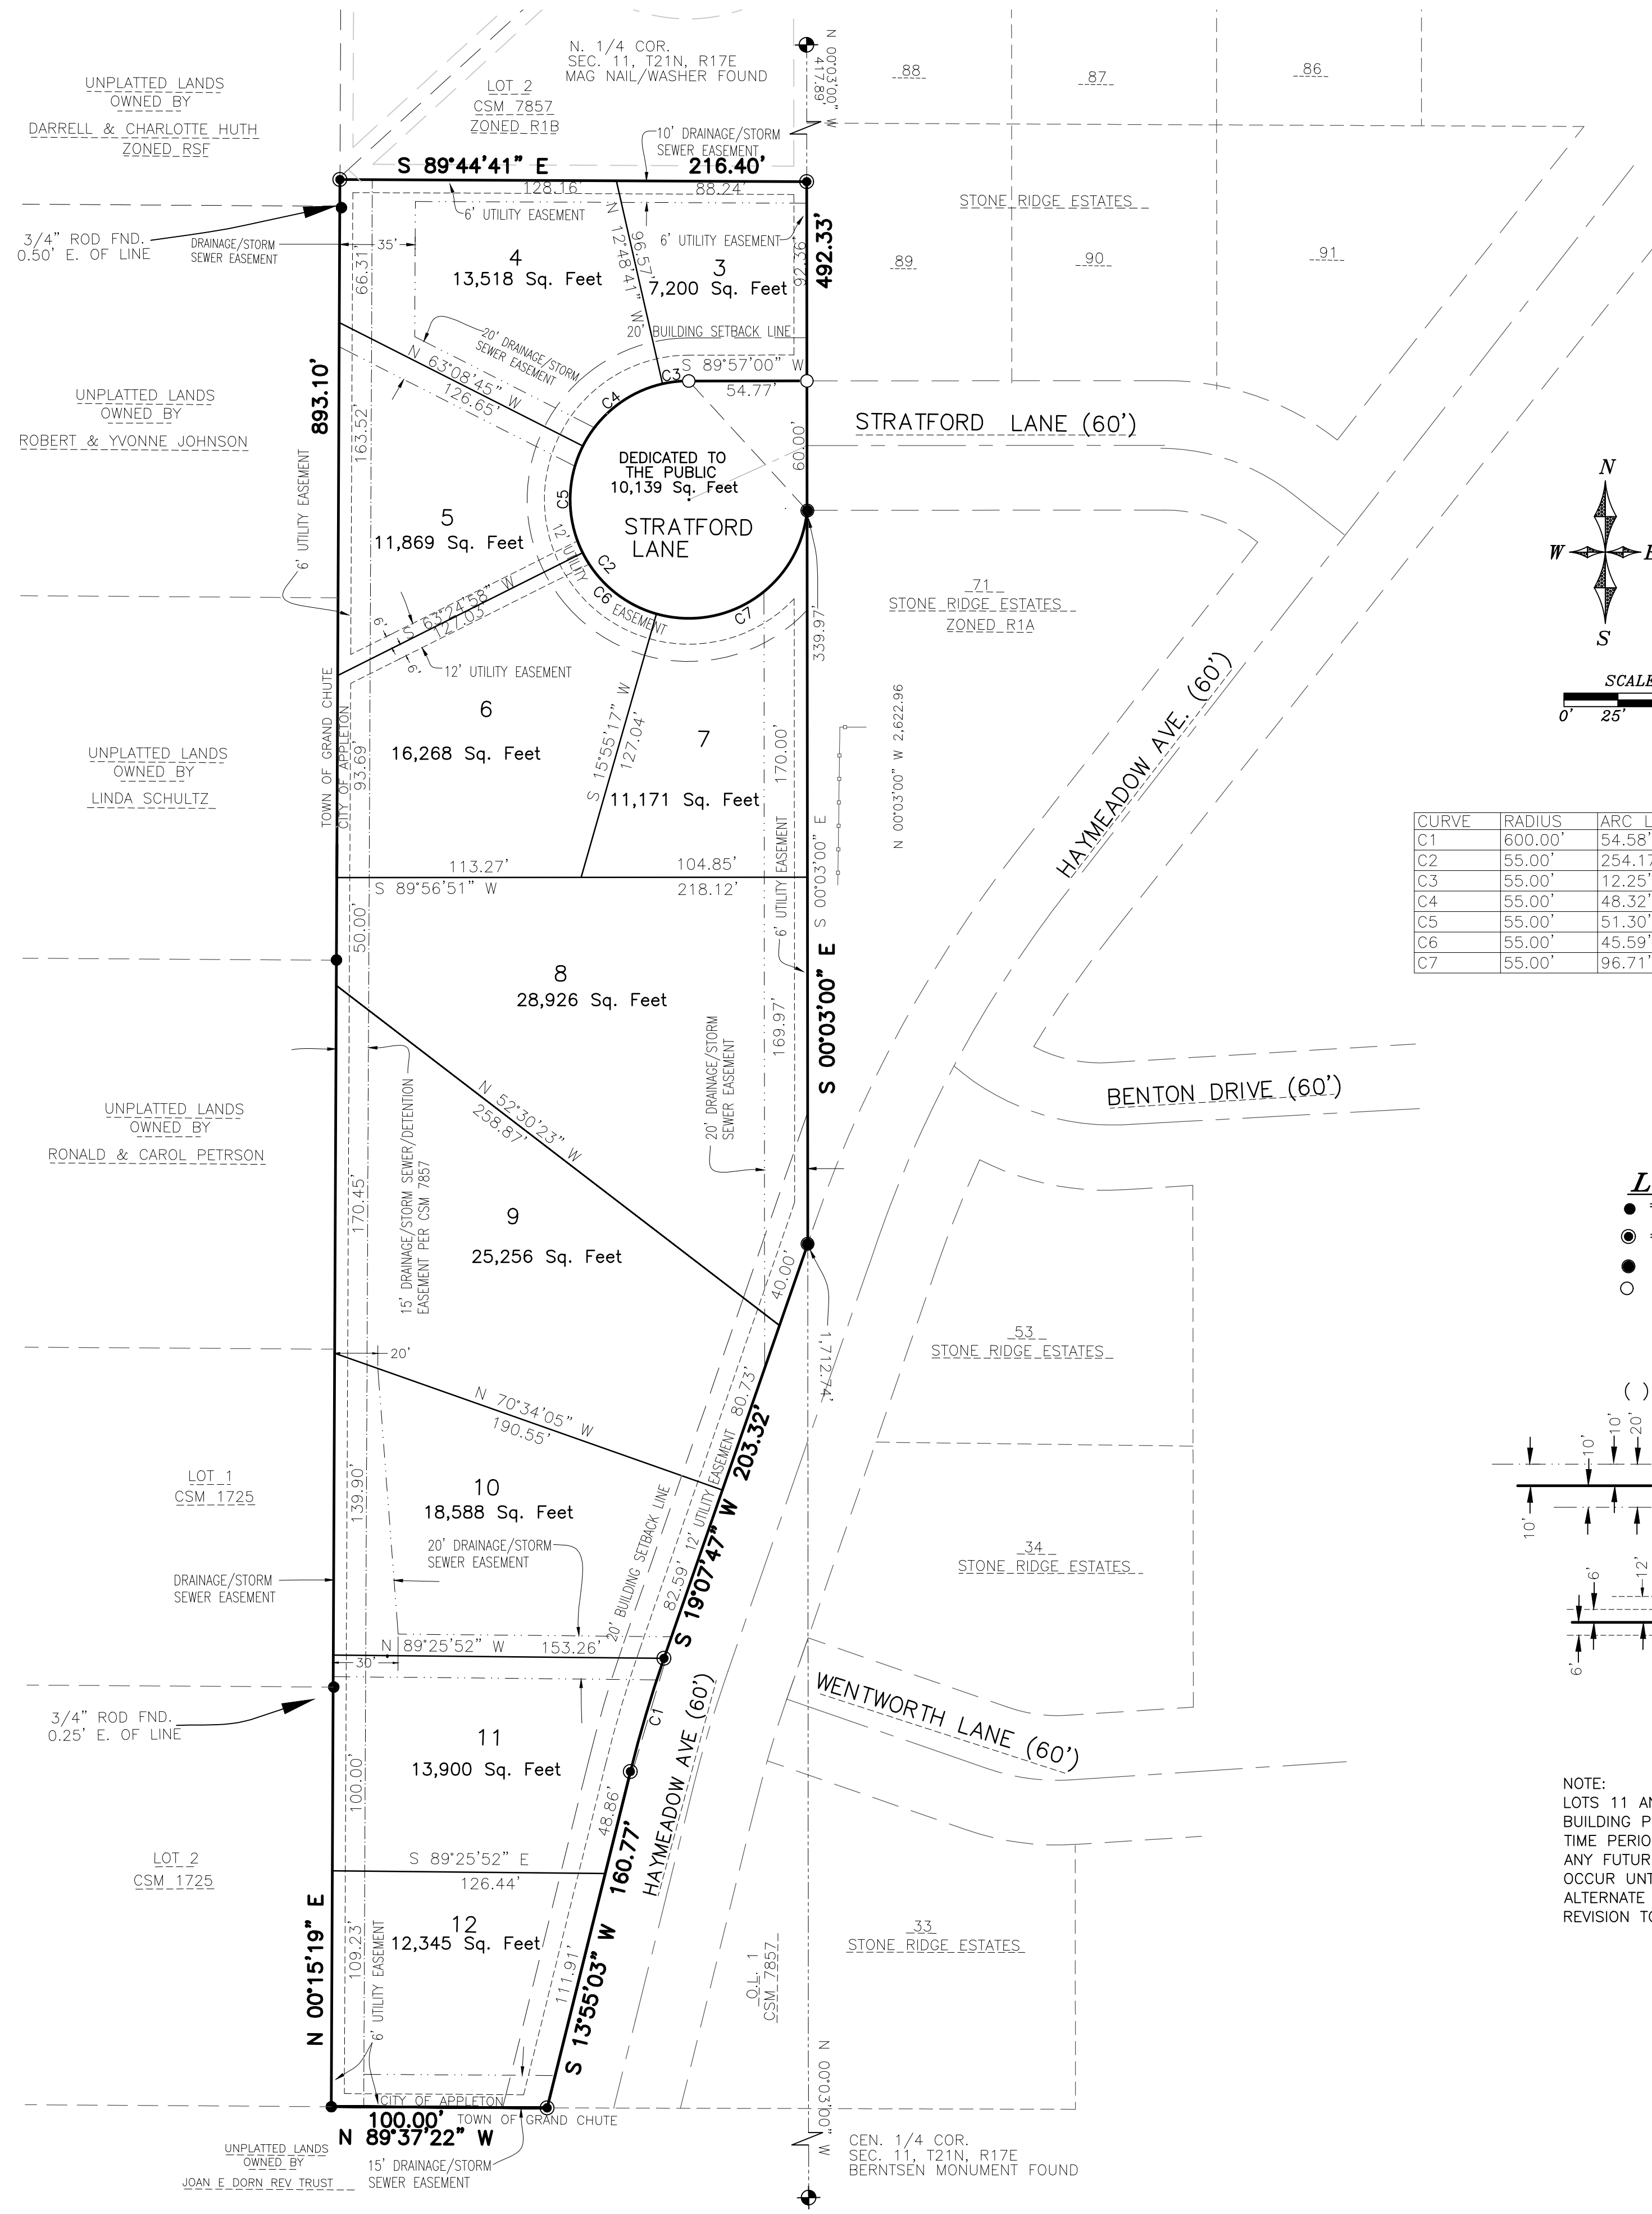 N. 1/4 COR.
SEC. 11, T21N, R17E
MAG NAIL/WASHER FOUND
N 00°03'00" W
417.89'
88
87
86
UNPLATTED LANDS
OWNED BY
DARRELL & CHARLOTTE HUTH
ZONED RSF
LOT 2
CSM 7857
ZONED R1B
10' DRAINAGE/STORM
SEWER EASEMENT
S 89°44'41" E 216.40'
128.16'
88.24'
6' UTILITY EASEMENT
STONE RIDGE ESTATES
3/4" ROD FND.
0.50' E. OF LINE
DRAINAGE/STORM
SEWER EASEMENT
35'
66.31'
4
13,518 Sq. Feet
N 12°48'41" W
96.57'
6' UTILITY EASEMENT
3
7,200 Sq. Feet
92.36'
492.33'
89
90
91
20' BUILDING SETBACK LINE
20' DRAINAGE/STORM
SEWER EASEMENT
N 63°08'45" W
126.65'
S 89°57'00" W
54.77'
C3
C4
893.10'
UNPLATTED LANDS
OWNED BY
ROBERT & YVONNE JOHNSON
163.52'
6' UTILITY EASEMENT
STRATFORD LANE (60')
60.00'
DEDICATED TO
THE PUBLIC
10,139 Sq. Feet
STRATFORD
LANE
C5
C2
C6
C7
12' UTILITY EASEMENT
5
11,869 Sq. Feet
N
W
S
SCALE
0' 25'
71
STONE RIDGE ESTATES
ZONED R1A
339.97'
6'
S 63°24'58" W
127.03'
6'
12' UTILITY EASEMENT
TOWN OF GRAND CHUTE
CITY OF APPLETON
93.69'
6
16,268 Sq. Feet
S 15°55'17" W
127.04'
7
11,171 Sq. Feet
170.00'
N 00°03'00" W 2,622.96
HAYMEADOW AVE. (60')
UNPLATTED LANDS
OWNED BY
LINDA SCHULTZ
CURVE RADIUS ARC L
C1 600.00' 54.58'
C2 55.00' 254.17
C3 55.00' 12.25'
C4 55.00' 48.32'
C5 55.00' 51.30'
C6 55.00' 45.59'
C7 55.00' 96.71'
113.27'
104.85'
S 89°56'51" W
218.12'
6' UTILITY EASEMENT
S 00°03'00" E
50.00'
8
28,926 Sq. Feet
S 00°03'00" E
169.97'
20' DRAINAGE/STORM
SEWER EASEMENT
N 52°30'23" W
258.87'
BENTON DRIVE (60')
UNPLATTED LANDS
OWNED BY
RONALD & CAROL PETRSON
170.45'
15' DRAINAGE/STORM SEWER/DETENTION
EASEMENT PER CSM 7857
9
25,256 Sq. Feet
40.00'
L
20'
N 70°34'05" W
190.55'
80.73'
1,712.74'
53
STONE RIDGE ESTATES
( )
S 19°07'47" W 203.32'
LOT 1
CSM 1725
139.90'
10
18,588 Sq. Feet
20' DRAINAGE/STORM
SEWER EASEMENT
82.59'
20' BUILDING SETBACK LINE
12' UTILITY EASEMENT
10'
10'
10'
20'
34
STONE RIDGE ESTATES
DRAINAGE/STORM
SEWER EASEMENT
6'
6'
12'
N 89°25'52" W 153.26'
30'
3/4" ROD FND.
0.25' E. OF LINE
C1
WENTWORTH LANE (60')
11
13,900 Sq. Feet
100.00'
48.86'
HAYMEADOW AVE (60')
NOTE:
LOTS 11 AN
BUILDING P
TIME PERIO
ANY FUTUR
OCCUR UNT
ALTERNATE
REVISION TO
LOT 2
CSM 1725
S 89°25'52" E
126.44'
12
12,345 Sq. Feet
109.23'
6' UTILITY EASEMENT
N 00°15'19" E
111.91'
S 13°55'03" W 160.77'
O.L. 1
CSM 7857
33
STONE RIDGE ESTATES
N 00°03'00" W
CITY OF APPLETON
TOWN OF GRAND CHUTE
100.00'
N 89°37'22" W
UNPLATTED LANDS
OWNED BY
JOAN E DORN REV TRUST
15' DRAINAGE/STORM
SEWER EASEMENT
CEN. 1/4 COR.
SEC. 11, T21N, R17E
BERNTSEN MONUMENT FOUND